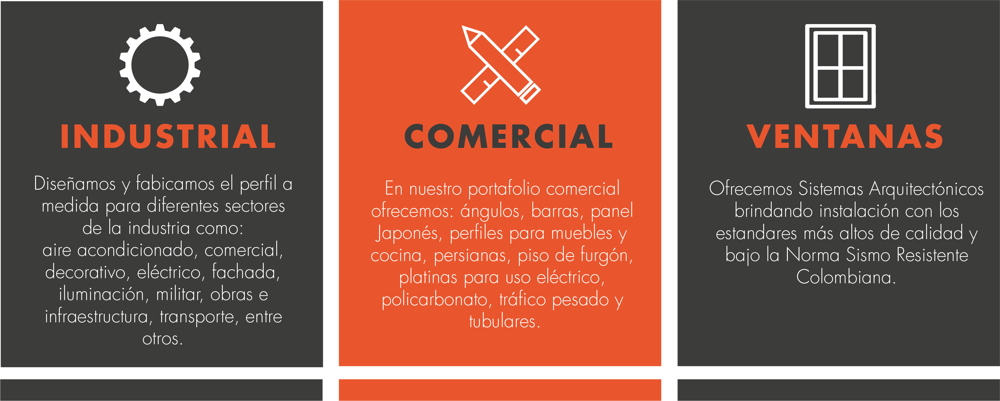 INDUSTRIAL
Diseñamos y fabicamos el perfil a
medida para diferentes sectores
de la industria como:
aire acondicionado, comercial,
decorativo, eléctrico, fachada,
iluminación, militar, obras e
infraestructura, transporte, entre
otros.
COMERCIAL
En nuestro portafolio comercial
ofrecemos: ángulos, barras, panel
Japonés, perfiles para muebles y
cocina, persianas, piso de furgón,
platinas para uso eléctrico,
policarbonato, tráfico pesado y
tubulares.
VENTANAS
Ofrecemos Sistemas Arquitectónicos
brindando instalación con los
estandares más altos de calidad y
bajo la Norma Sismo Resistente
Colombiana.